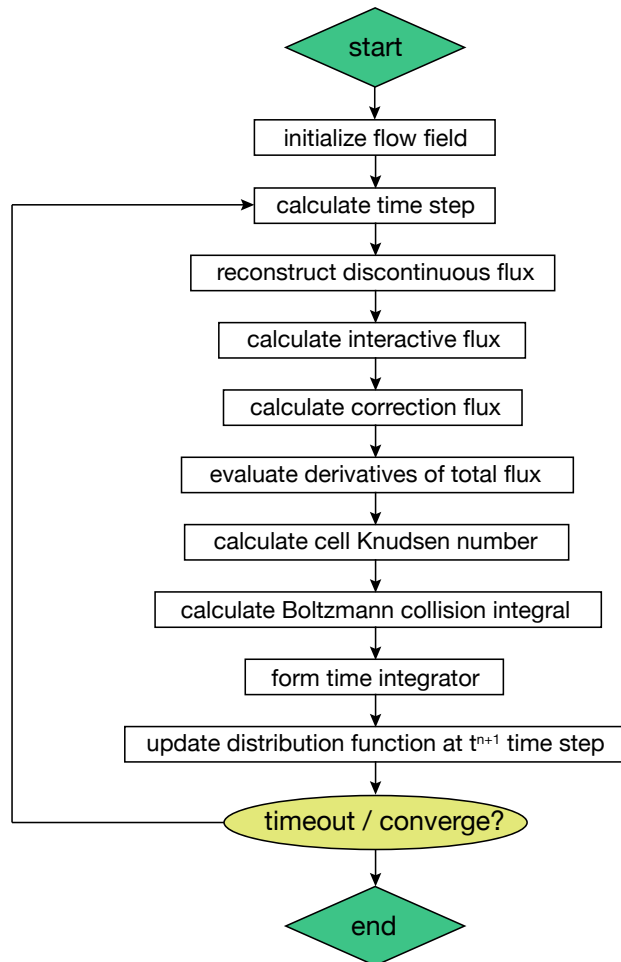 start
initialize flow field
calculate time step
reconstruct discontinuous flux
calculate interactive flux
calculate correction flux
evaluate derivatives of total flux
calculate cell Knudsen number
calculate Boltzmann collision integral
form time integrator
update distribution function at tⁿ⁺¹ time step
timeout / converge?
end